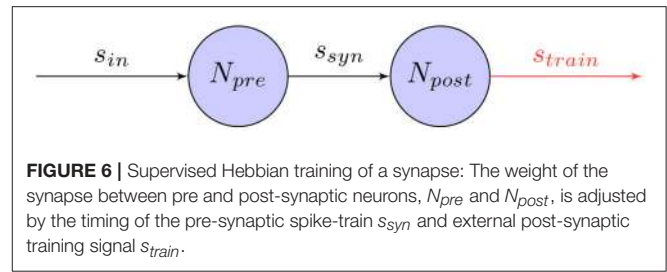 s_in N_pre s_syn N_post s_train
FIGURE 6 | Supervised Hebbian training of a synapse: The weight of the
synapse between pre and post-synaptic neurons, N_pre and N_post, is adjusted
by the timing of the pre-synaptic spike-train s_syn and external post-synaptic
training signal s_train.